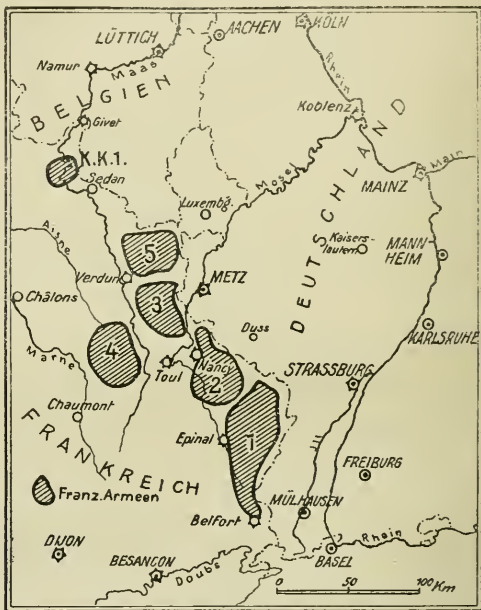 LÜTTICH
AACHEN
KÖLN
Namur
Maas
Rhein
BELGIEN
Givet
Koblenz
K.K.1.
Sedan
Mosel
MAINZ
Main
Luxembg.
DEUTSCHLAND
Aisne
Kaisers-
lautern
MANN
HEIM
5
Verdun
METZ
Châlons
3
Duss
KARLSRUHE
4
Marne
Toul
Nancy
2
STRASSBURG
Chaumont
1
Ill
FRANKREICH
Epinal
FREIBURG
Franz. Armeen
MÜLHAUSEN
Belfort
DIJON
BESANÇON
Doubs
BASEL
Rhein
0 50 100 Km